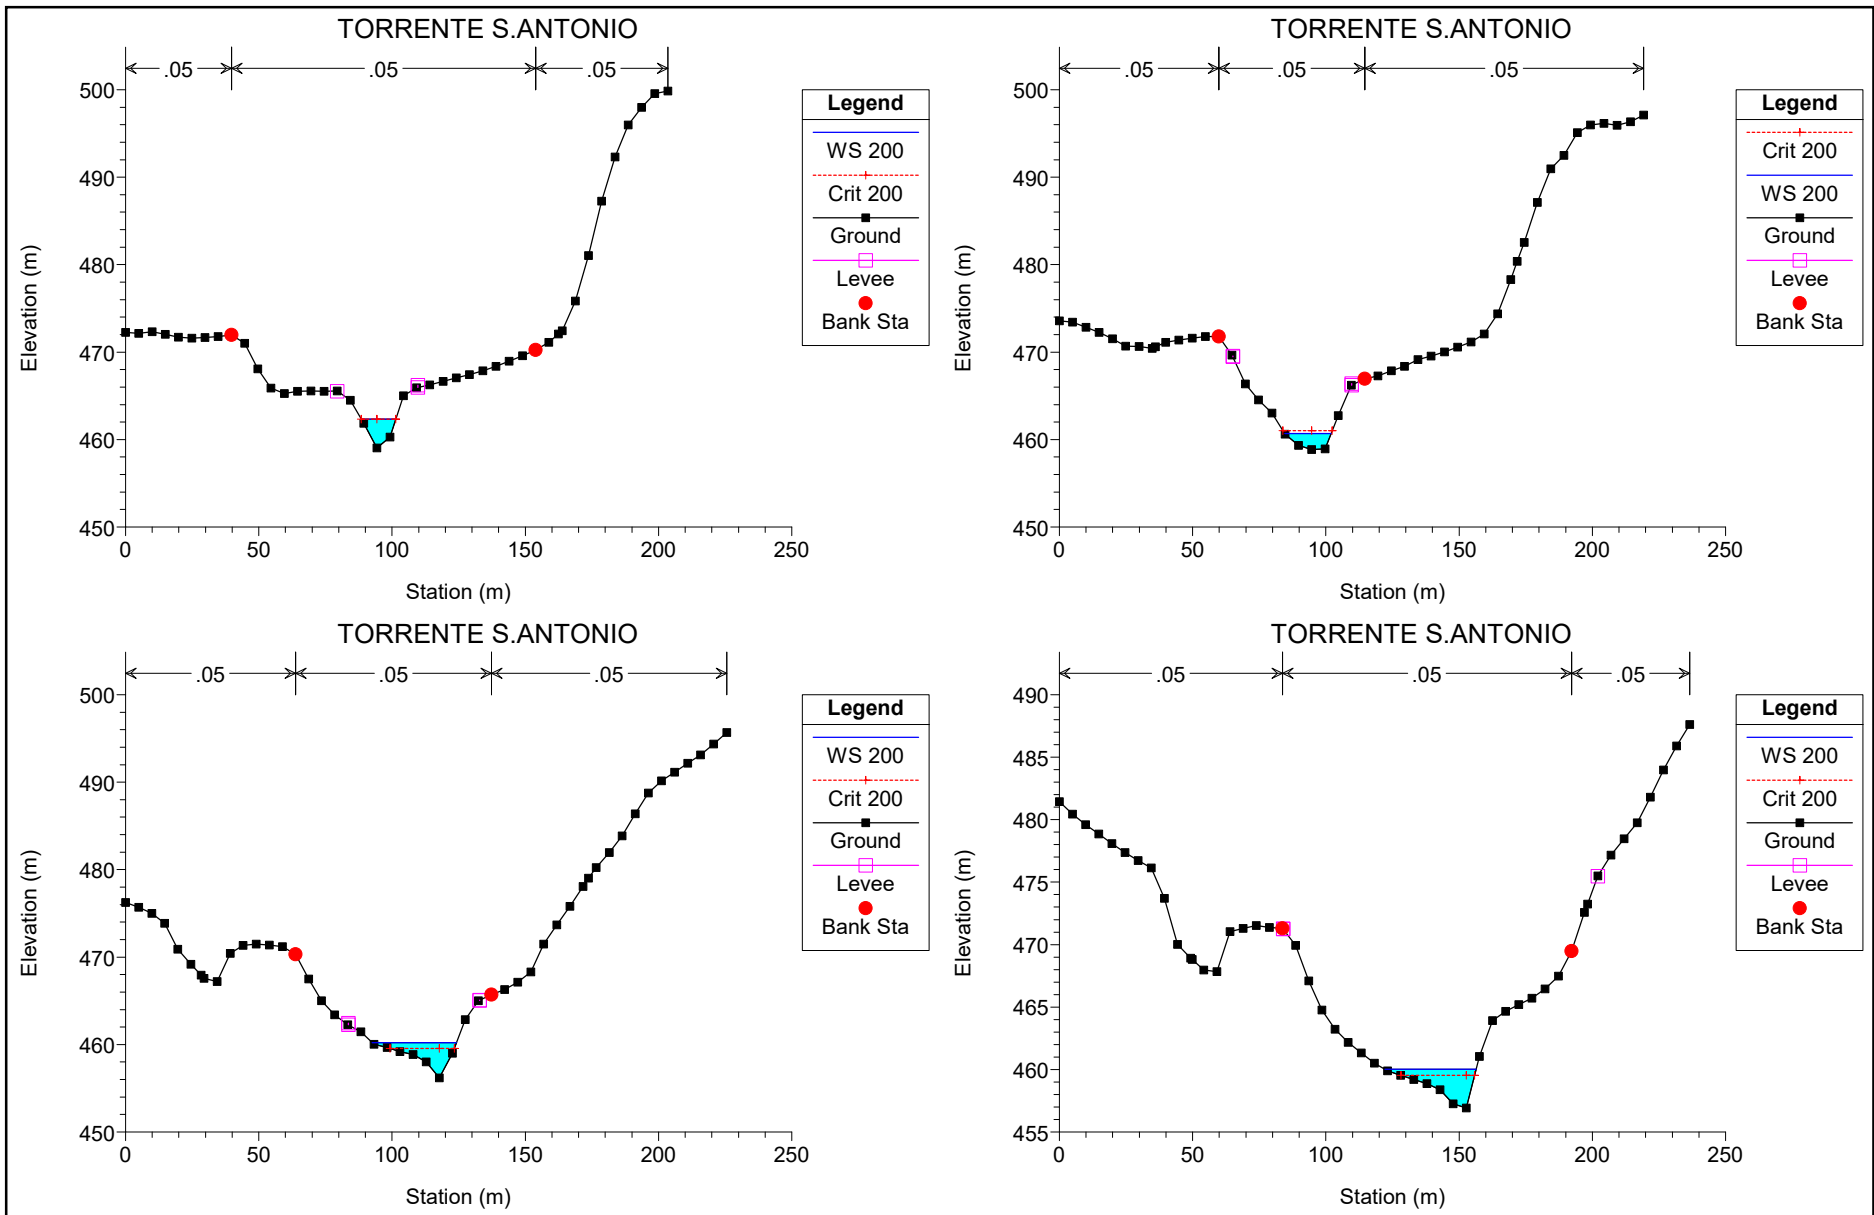 TORRENTE S.ANTONIO
.05 .05 .05
500
490
480
470
460
450
0 50 100 150 200 250
Elevation (m)
Station (m)
Legend
WS 200
Crit 200
Ground
Levee
Bank Sta
TORRENTE S.ANTONIO
.05 .05 .05
500
490
480
470
460
450
0 50 100 150 200 250
Elevation (m)
Station (m)
Legend
Crit 200
WS 200
Ground
Levee
Bank Sta
TORRENTE S.ANTONIO
.05 .05 .05
500
490
480
470
460
450
0 50 100 150 200 250
Elevation (m)
Station (m)
Legend
WS 200
Crit 200
Ground
Levee
Bank Sta
TORRENTE S.ANTONIO
.05 .05 .05
490
485
480
475
470
465
460
455
0 50 100 150 200 250
Elevation (m)
Station (m)
Legend
WS 200
Crit 200
Ground
Levee
Bank Sta